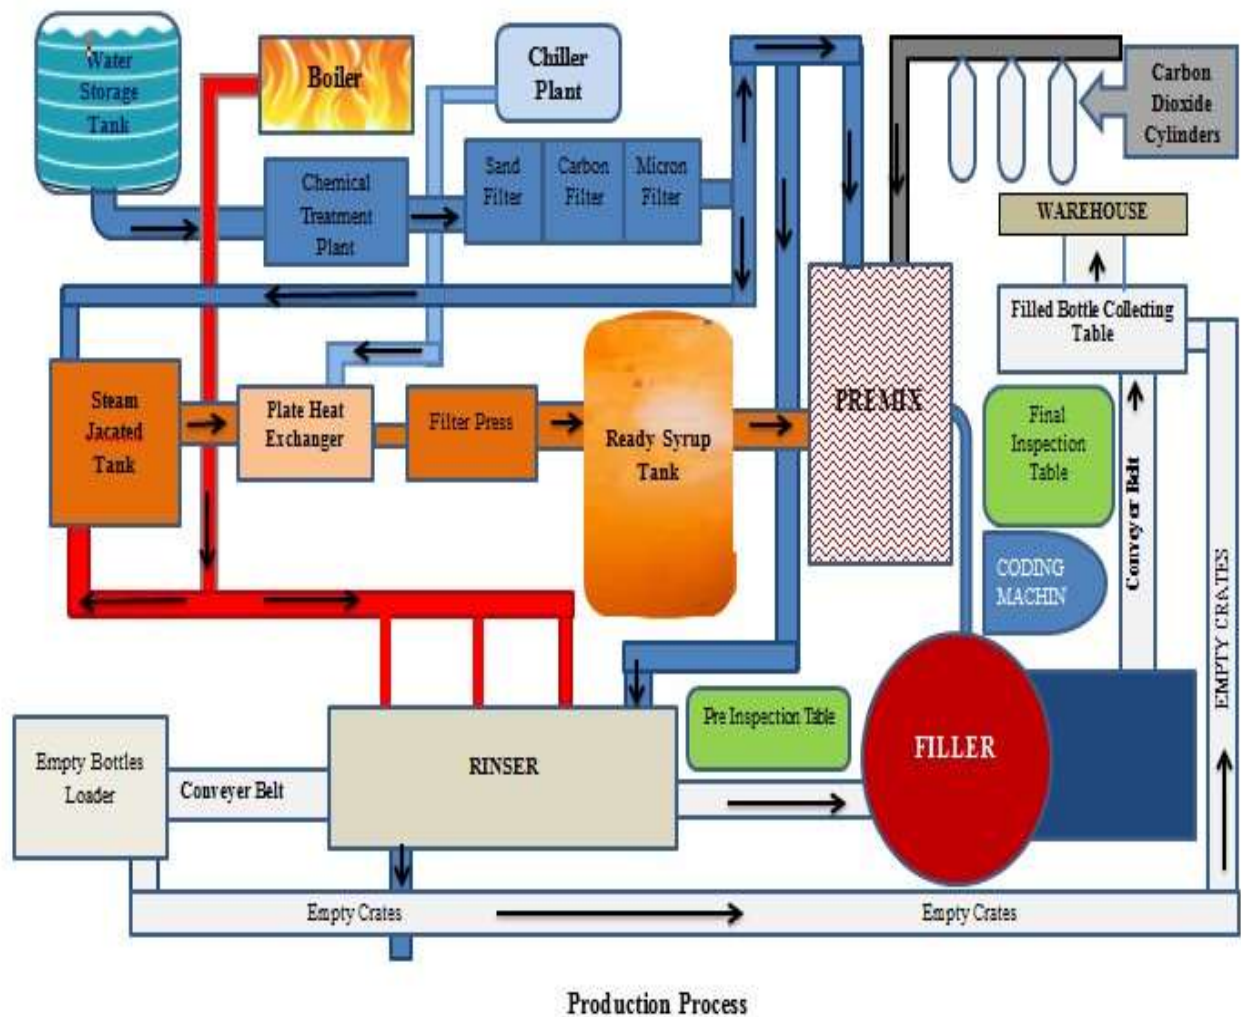 Water
Storage
Tank
Boiler
Chiller
Plant
Carbon
Dioxide
Cylinders
Chemical
Treatment
Plant
Sand
Filter
Carbon
Filter
Micron
Filter
WAREHOUSE
Filled Bottle Collecting
Table
Steam
Jacated
Tank
Plate Heat
Exchanger
Filter Press
Ready Syrup
Tank
PREMIX
Final
Inspection
Table
Conveyer Belt
CODING
MACHIN
EMPTY CRATES
Empty Bottles
Loader
Conveyer Belt
RINSER
Pre Inspection Table
FILLER
Empty Crates
Empty Crates
Production Process